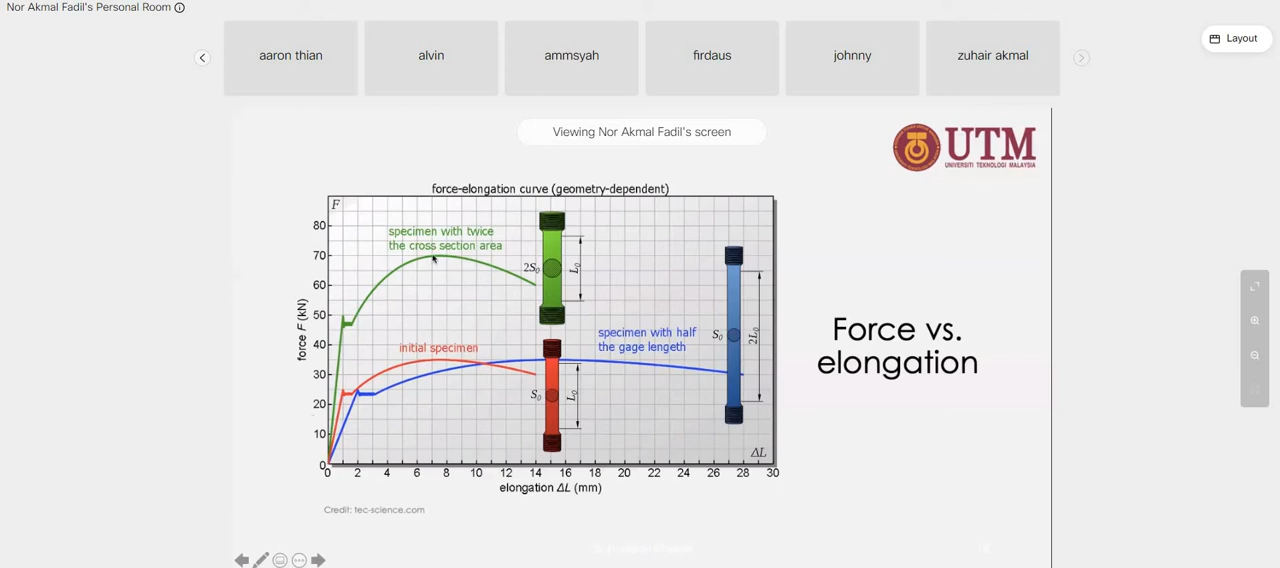 Nor Akmal Fadil's Personal Room
aaron thian
alvin
ammsyah
firdaus
johnny
zuhair akmal
Layout
Viewing Nor Akmal Fadil's screen
UTM
UNIVERSITI TEKNOLOGI MALAYSIA
force-elongation curve (geometry-dependent)
F
80
70
60
50
40
30
20
10
0
force F (kN)
specimen with twice
the cross section area
2S₀
L₀
initial specimen
S₀
L₀
specimen with half
the gage lengeth
S₀
2L₀
ΔL
0 2 4 6 8 10 12 14 16 18 20 22 24 26 28 30
elongation ΔL (mm)
Force vs.
elongation
Credit: tec-science.com